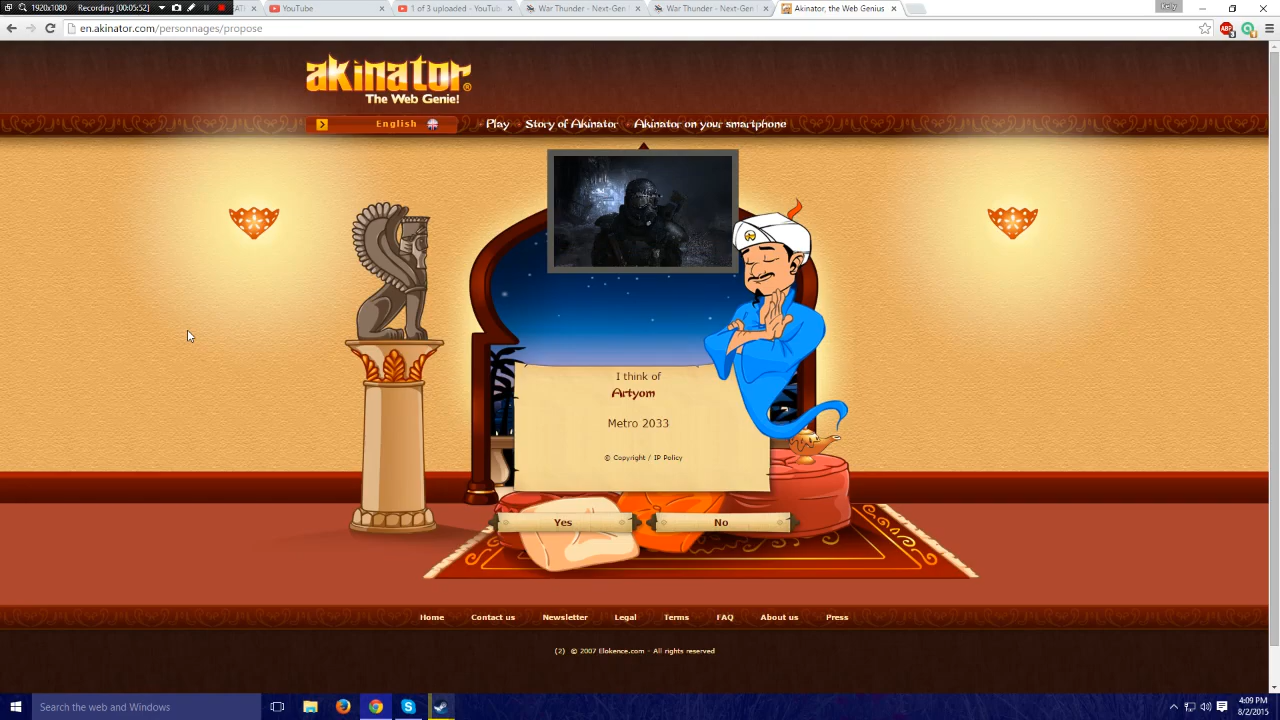 1920x1080 Recording [00:05:52]
YouTube
1 of 3 uploaded - YouTub
War Thunder - Next-Gen
War Thunder - Next-Gen
Akinator, the Web Genius
en.akinator.com/personnages/propose
akinator®
The Web Genie!
English
Play
Story of Akinator
Akinator on your smartphone
I think of
Artyom
Metro 2033
© Copyright / IP Policy
Yes
No
Home
Contact us
Newsletter
Legal
Terms
FAQ
About us
Press
(2) © 2007 Elokence.com - All rights reserved
Search the web and Windows
4:09 PM
8/2/2015